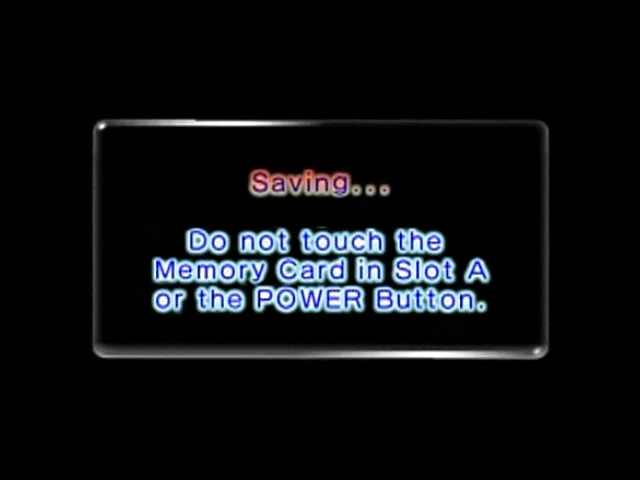 Saving...
Do not touch the
Memory Card in Slot A
or the POWER Button.